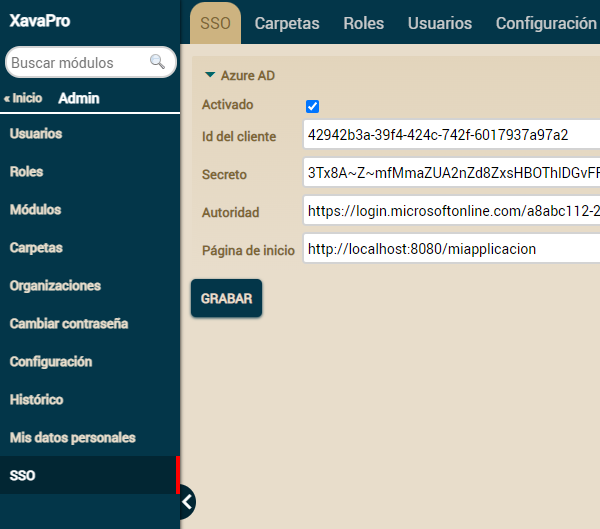 XavaPro
Buscar módulos
« Inicio Admin
Usuarios
Roles
Módulos
Carpetas
Organizaciones
Cambiar contraseña
Configuración
Histórico
Mis datos personales
SSO
SSO Carpetas Roles Usuarios Configuración
Azure AD
Activado
Id del cliente 42942b3a-39f4-424c-742f-6017937a97a2
Secreto 3Tx8A~Z~mfMmaZUA2nZd8ZxsHBOThIDGvFF
Autoridad https://login.microsoftonline.com/a8abc112-2
Página de inicio http://localhost:8080/miapplicacion
GRABAR